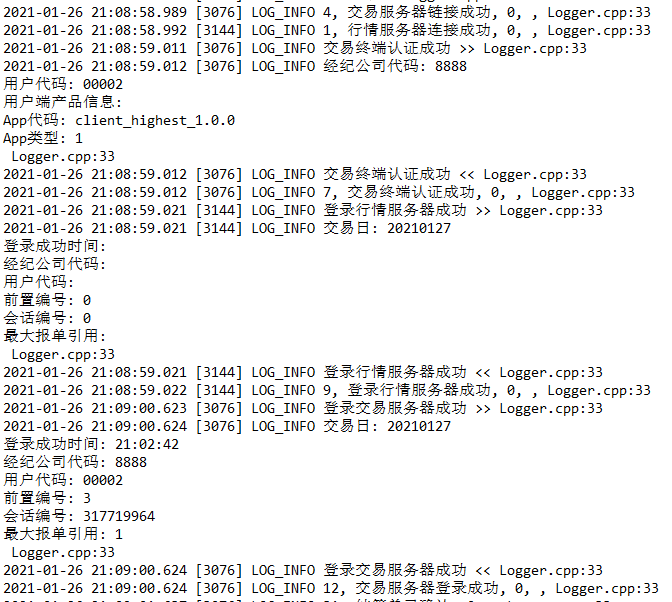 2021-01-26 21:08:58.989 [3076] LOG_INFO 4, 交易服务器链接成功, 0, , Logger.cpp:33
2021-01-26 21:08:58.992 [3144] LOG_INFO 1, 行情服务器连接成功, 0, , Logger.cpp:33
2021-01-26 21:08:59.011 [3076] LOG_INFO 交易终端认证成功 >> Logger.cpp:33
2021-01-26 21:08:59.012 [3076] LOG_INFO 经纪公司代码: 8888
用户代码: 00002
用户端产品信息:
App代码: client_highest_1.0.0
App类型: 1
Logger.cpp:33
2021-01-26 21:08:59.012 [3076] LOG_INFO 交易终端认证成功 << Logger.cpp:33
2021-01-26 21:08:59.012 [3076] LOG_INFO 7, 交易终端认证成功, 0, , Logger.cpp:33
2021-01-26 21:08:59.021 [3144] LOG_INFO 登录行情服务器成功 >> Logger.cpp:33
2021-01-26 21:08:59.021 [3144] LOG_INFO 交易日: 20210127
登录成功时间:
经纪公司代码:
用户代码:
前置编号: 0
会话编号: 0
最大报单引用:
Logger.cpp:33
2021-01-26 21:08:59.021 [3144] LOG_INFO 登录行情服务器成功 << Logger.cpp:33
2021-01-26 21:08:59.022 [3144] LOG_INFO 9, 登录行情服务器成功, 0, , Logger.cpp:33
2021-01-26 21:09:00.623 [3076] LOG_INFO 登录交易服务器成功 >> Logger.cpp:33
2021-01-26 21:09:00.624 [3076] LOG_INFO 交易日: 20210127
登录成功时间: 21:02:42
经纪公司代码: 8888
用户代码: 00002
前置编号: 3
会话编号: 317719964
最大报单引用: 1
Logger.cpp:33
2021-01-26 21:09:00.624 [3076] LOG_INFO 登录交易服务器成功 << Logger.cpp:33
2021-01-26 21:09:00.624 [3076] LOG_INFO 12, 交易服务器登录成功, 0, , Logger.cpp:33